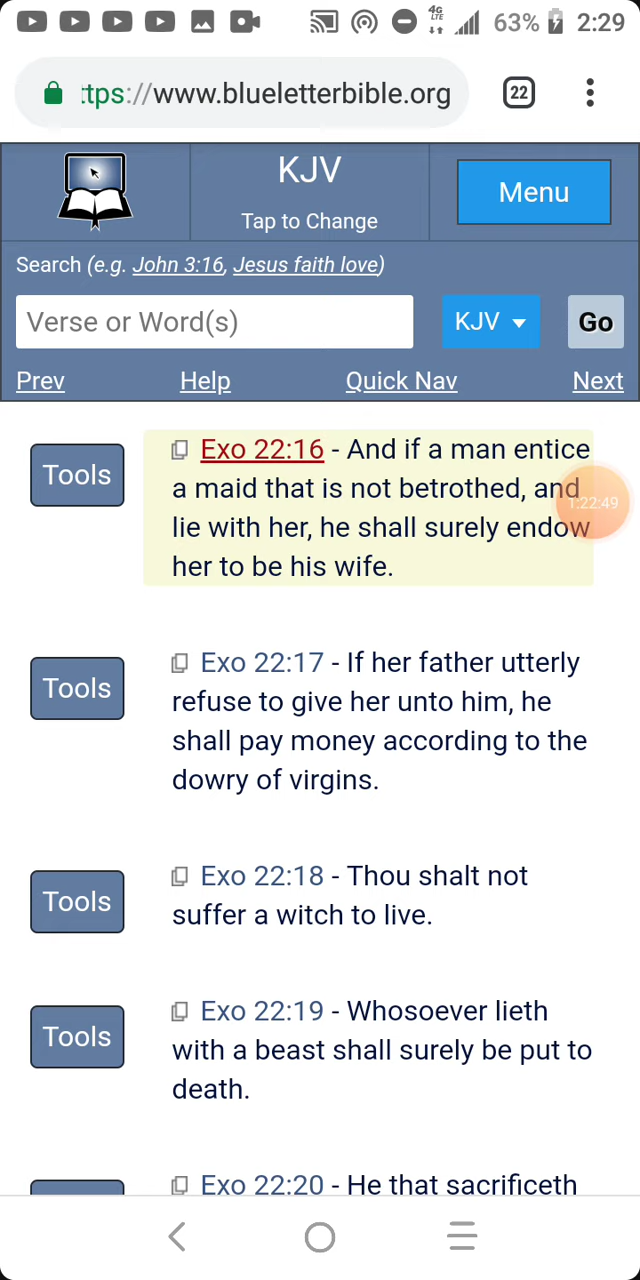 4G
LTE
63%
2:29
ttps://www.blueletterbible.org
22
KJV
Tap to Change
Menu
Search (e.g. John 3:16, Jesus faith love)
Verse or Word(s)
KJV
Go
Prev
Help
Quick Nav
Next
Tools
Exo 22:16 - And if a man entice
a maid that is not betrothed, and
lie with her, he shall surely endow
her to be his wife.
1:22:49
Tools
Exo 22:17 - If her father utterly
refuse to give her unto him, he
shall pay money according to the
dowry of virgins.
Tools
Exo 22:18 - Thou shalt not
suffer a witch to live.
Tools
Exo 22:19 - Whosoever lieth
with a beast shall surely be put to
death.
Exo 22:20 - He that sacrificeth